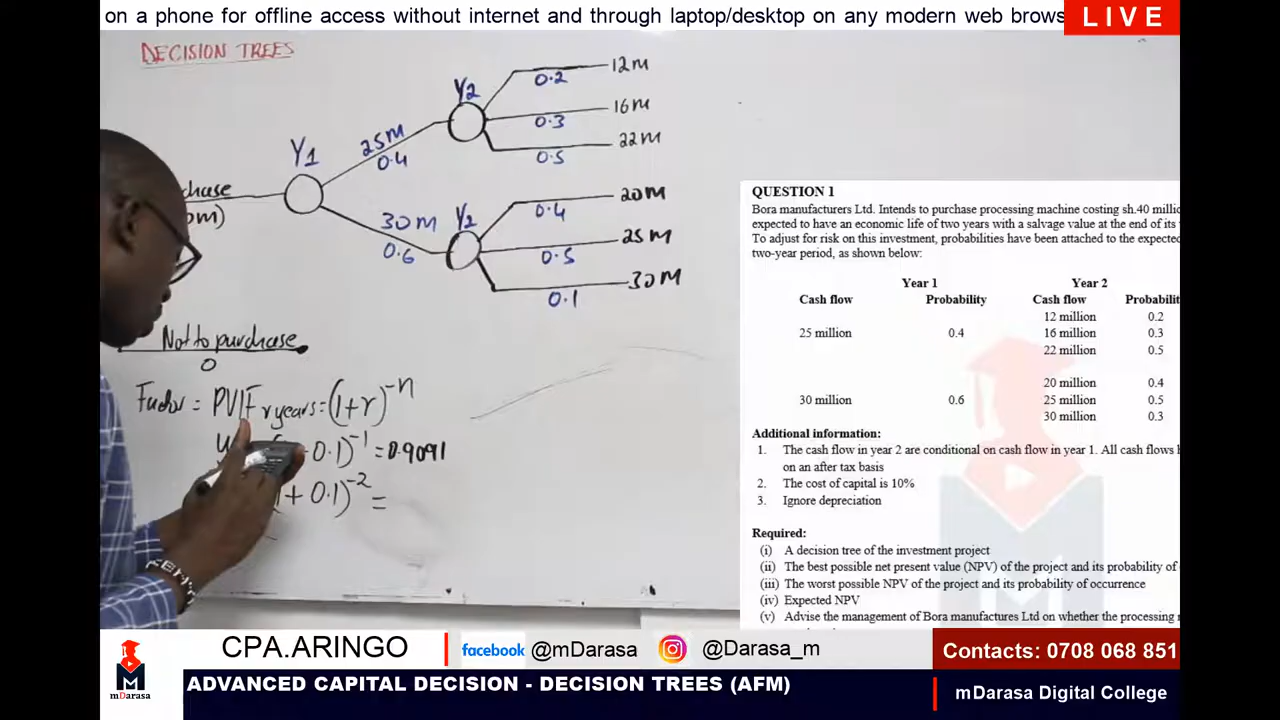 on a phone for offline access without internet and through laptop/desktop on any modern web brows
LIVE
DECISION TREES
12M
0.2
Y2
16M
0.3
22M
0.5
Y1
25M
0.4
chase
om)
20M
0.4
30M
0.6
Y2
25M
0.5
30M
0.1
Not to purchase
0
Factor = PVIF r years = (1+r)^-n
0.1)^-1 = 0.9091
+ 0.1)^-2 =
QUESTION 1
Bora manufacturers Ltd. Intends to purchase processing machine costing sh.40 millio
expected to have an economic life of two years with a salvage value at the end of its
To adjust for risk on this investment, probabilities have been attached to the expected
two-year period, as shown below:
Year 1 Year 2
Cash flow Probability Cash flow Probabilit
12 million 0.2
25 million 0.4 16 million 0.3
22 million 0.5
20 million 0.4
30 million 0.6 25 million 0.5
30 million 0.3
Additional information:
1. The cash flow in year 2 are conditional on cash flow in year 1. All cash flows
on an after tax basis
2. The cost of capital is 10%
3. Ignore depreciation
Required:
(i) A decision tree of the investment project
(ii) The best possible net present value (NPV) of the project and its probability of
(iii) The worst possible NPV of the project and its probability of occurrence
(iv) Expected NPV
(v) Advise the management of Bora manufactures Ltd on whether the processing
CPA.ARINGO
facebook @mDarasa
@Darasa_m
Contacts: 0708 068 851
mDarasa
ADVANCED CAPITAL DECISION - DECISION TREES (AFM)
mDarasa Digital College